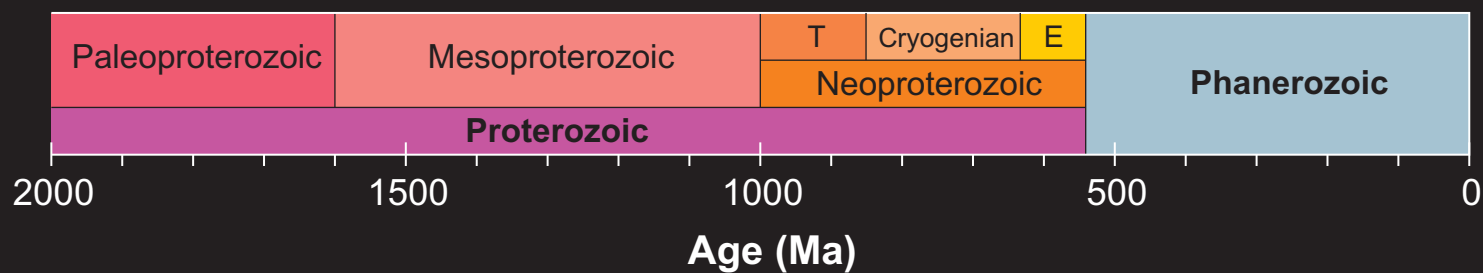 T Cryogenian E
Paleoproterozoic Mesoproterozoic Phanerozoic
Neoproterozoic
Proterozoic
2000 1500 1000 500 0
Age (Ma)